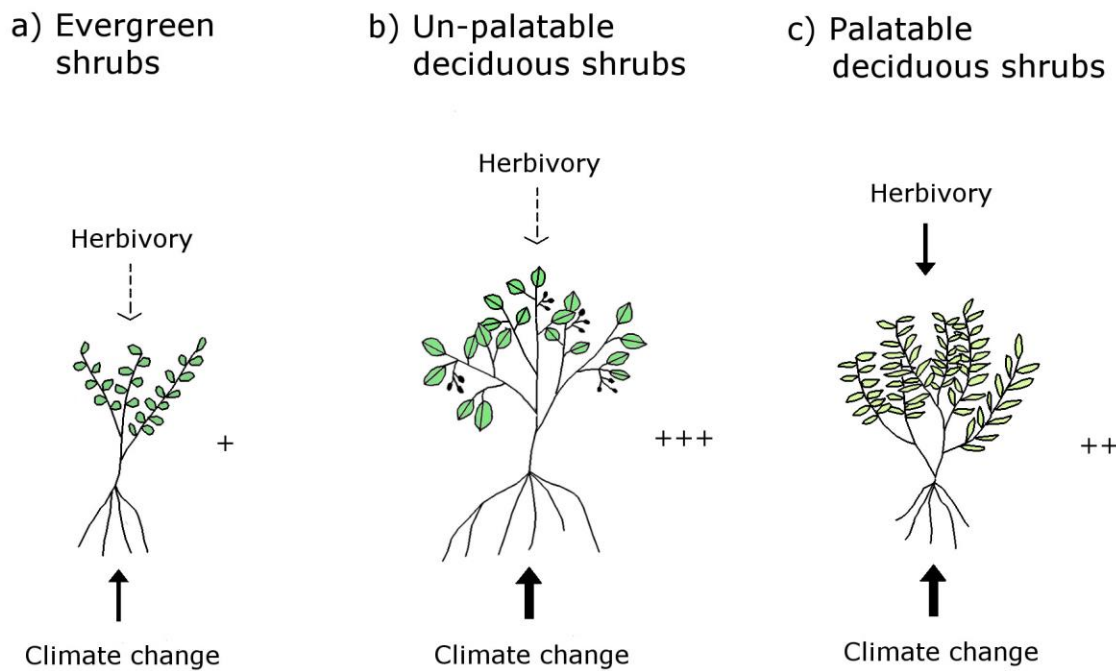 a) Evergreen
shrubs
Herbivory
+
Climate change
b) Un-palatable
deciduous shrubs
Herbivory
+++
Climate change
c) Palatable
deciduous shrubs
Herbivory
++
Climate change